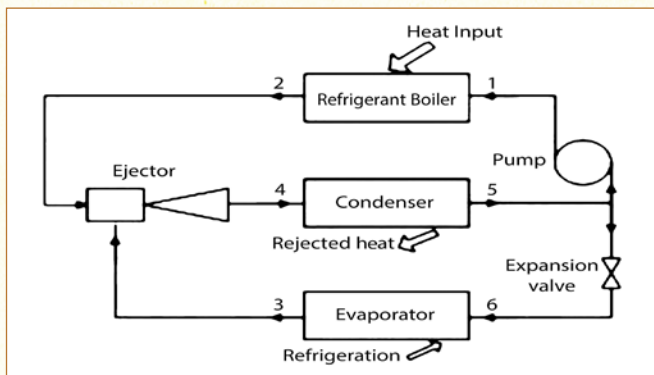 Heat Input
2
Refrigerant Boiler
1
Pump
Ejector
4
Condenser
5
Rejected heat
Expansion
valve
3
Evaporator
6
Refrigeration